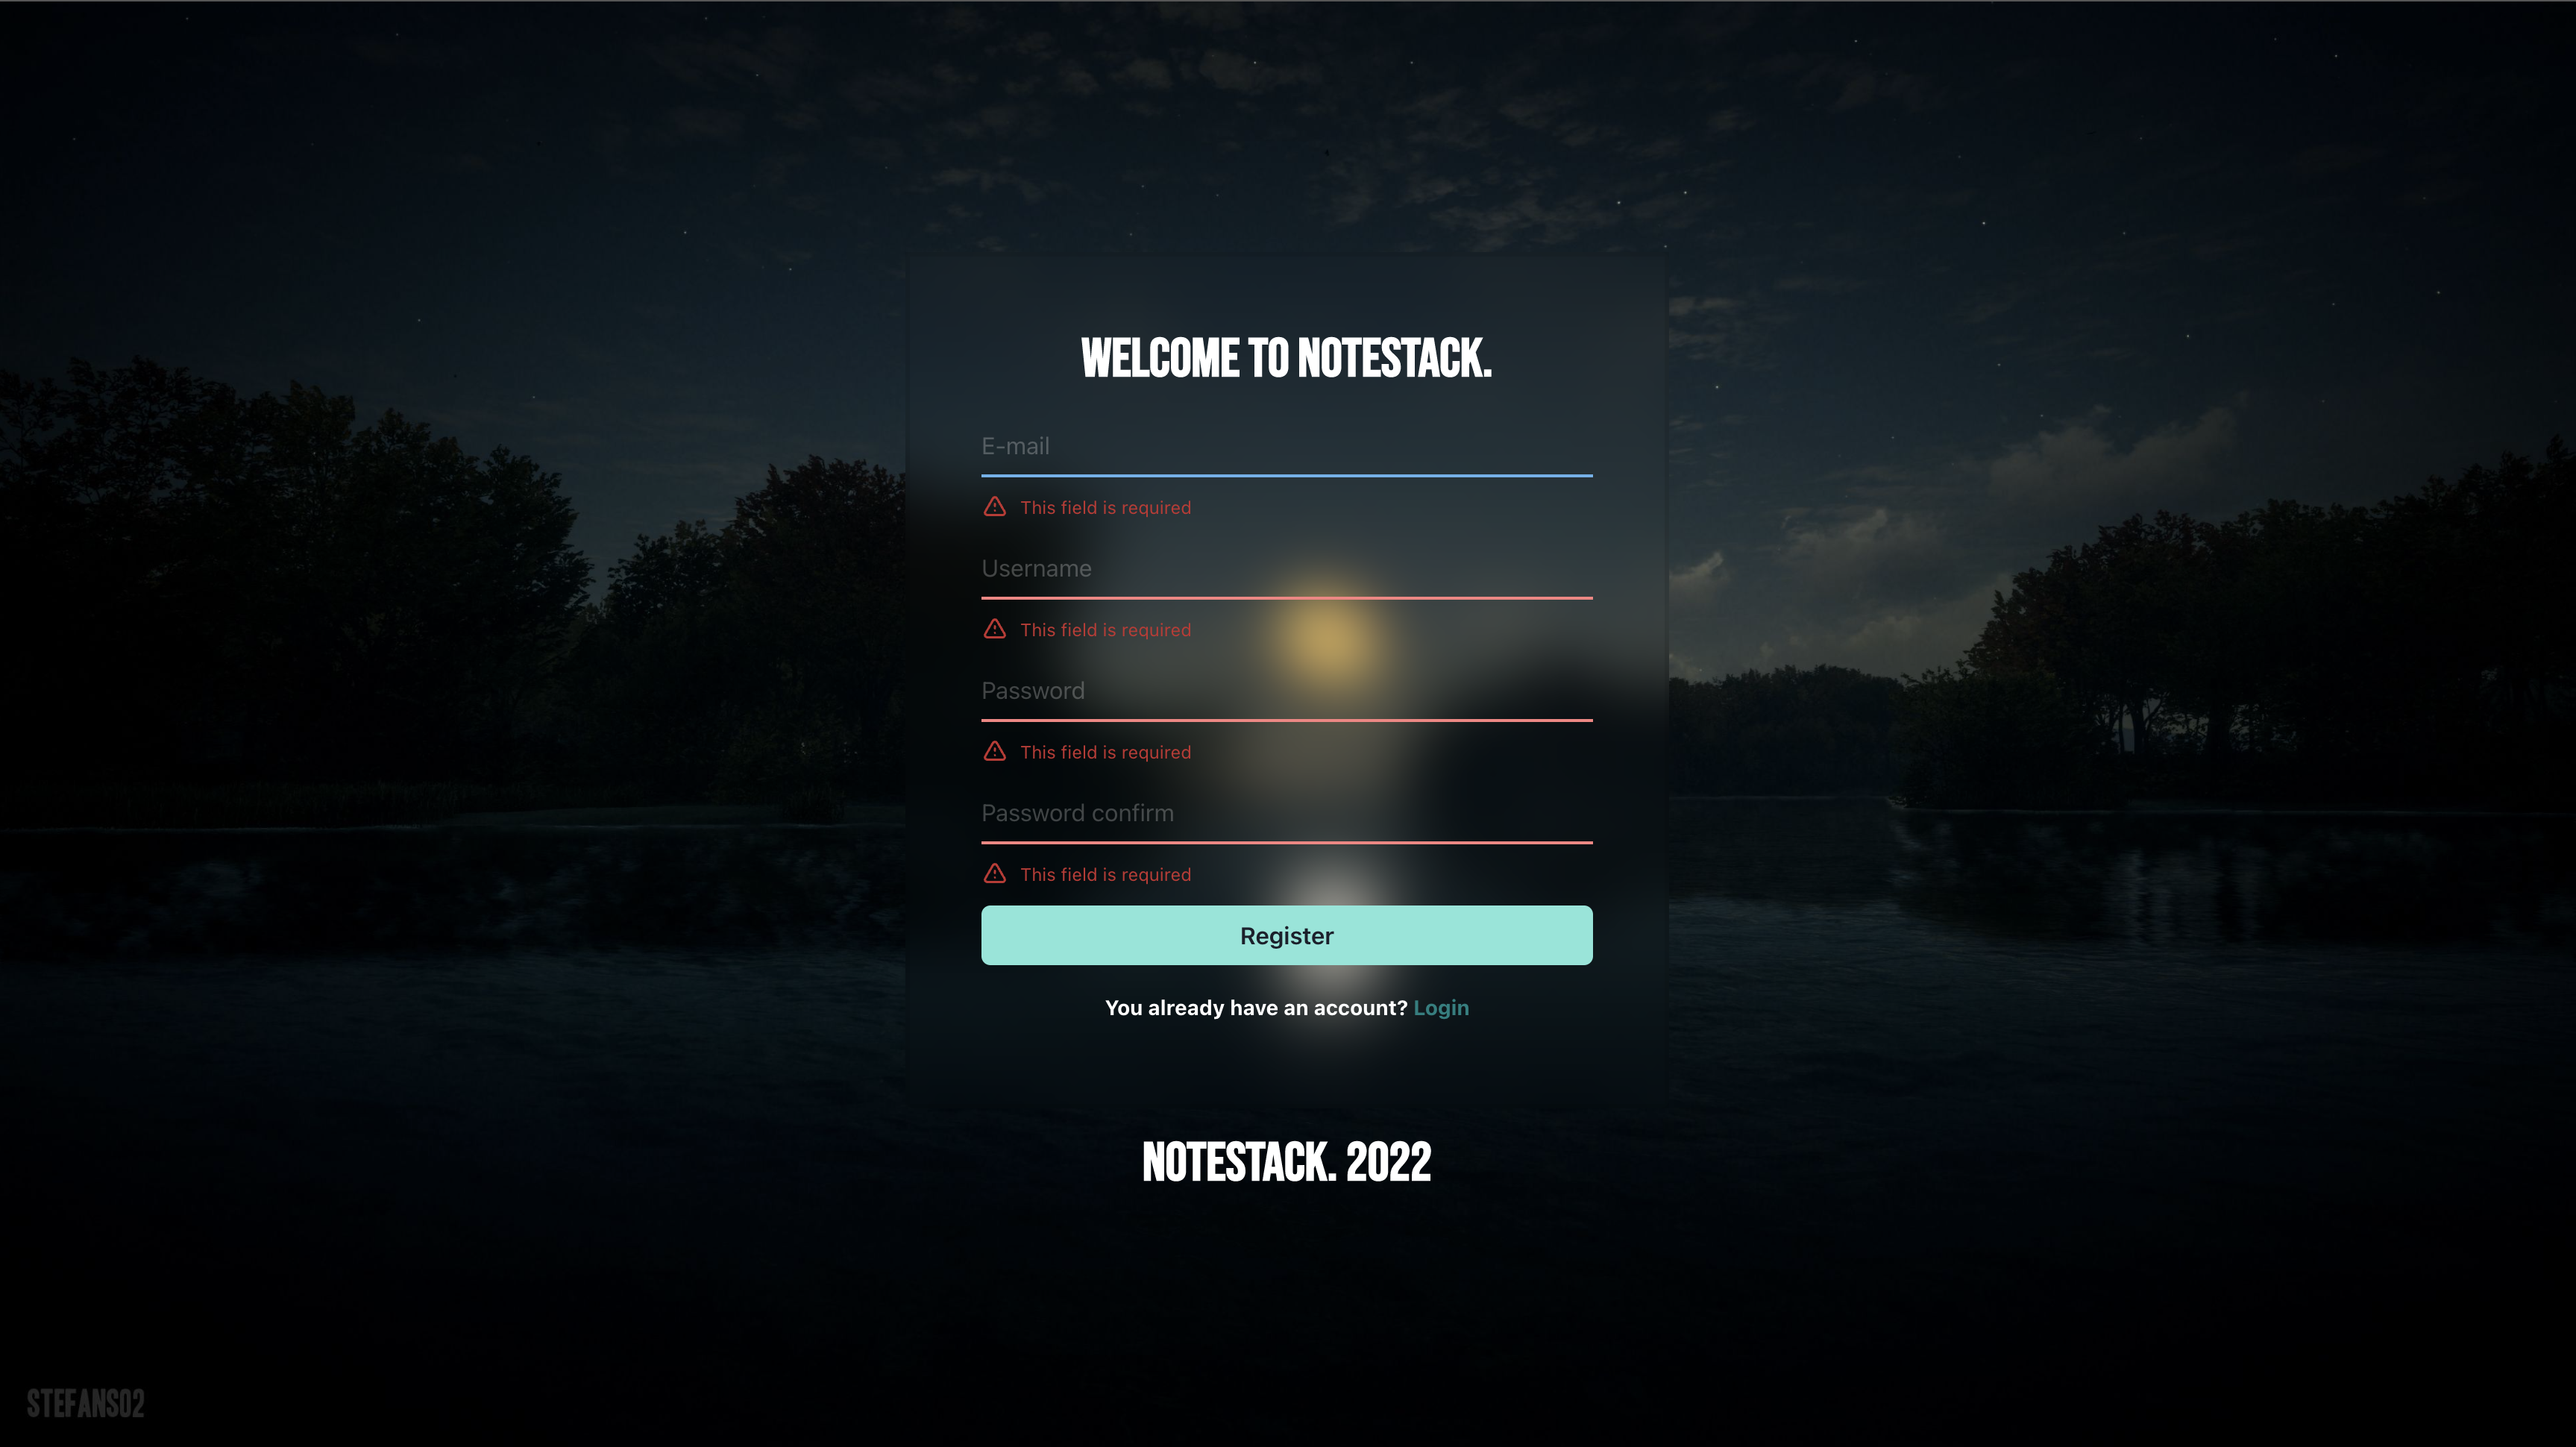 WELCOME TO NOTESTACK.
E-mail
This field is required
Username
This field is required
Password
This field is required
Password confirm
This field is required
Register
You already have an account? Login
NOTESTACK. 2022
STEFANS02